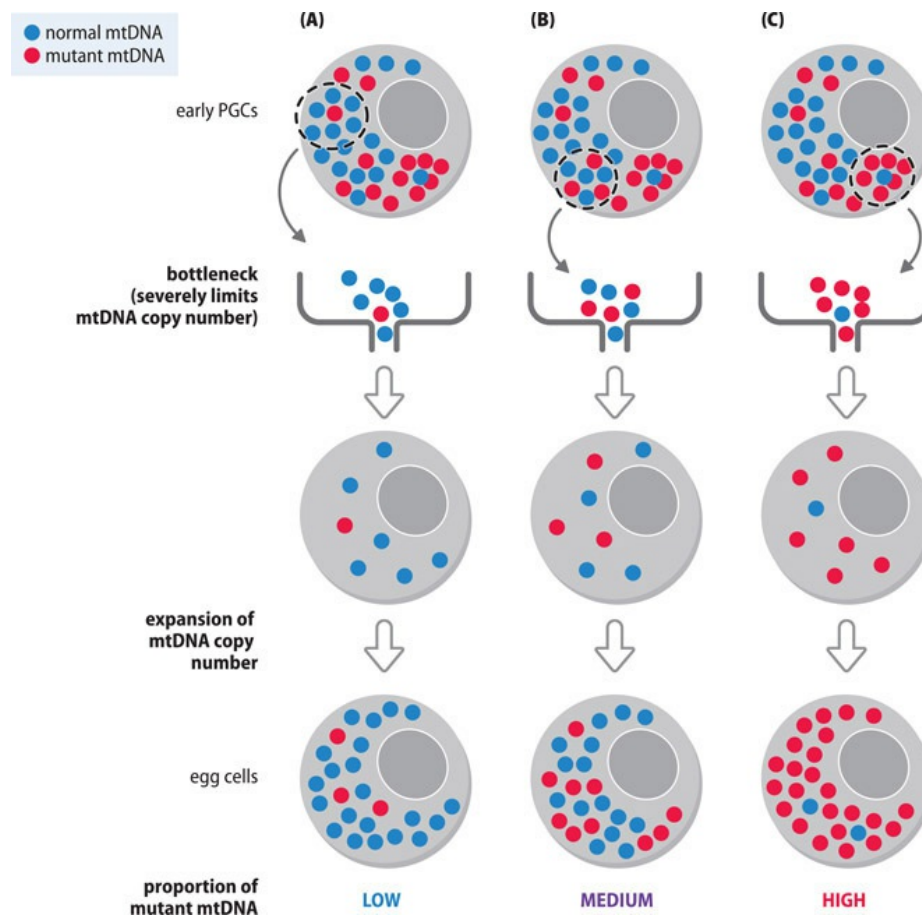 normal mtDNA
mutant mtDNA
(A)
(B)
(C)
early PGCs
bottleneck
(severely limits
mtDNA copy number)
expansion of
mtDNA copy
number
egg cells
proportion of
mutant mtDNA
LOW
MEDIUM
HIGH